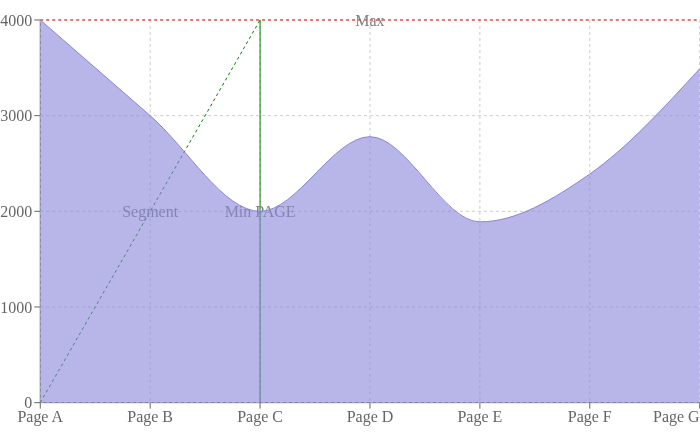 4000
Max
3000
2000
Segment
Min PAGE
1000
0
Page A
Page B
Page C
Page D
Page E
Page F
Page G